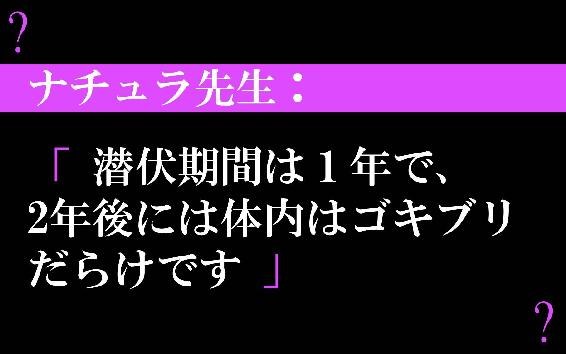 ?
ナチュラ先生：
「 潜伏期間は１年で、
2年後には体内はゴキブリ
だらけです 」
?